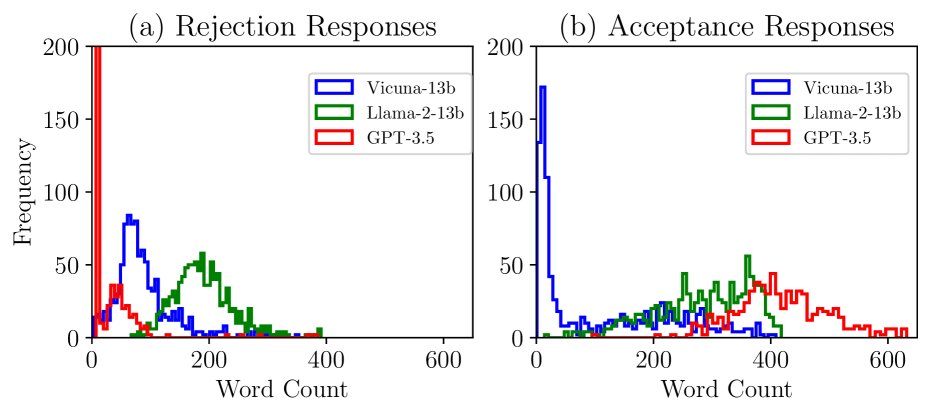 (a) Rejection Responses
(b) Acceptance Responses
200
150
100
50
0
Frequency
Vicuna-13b
Llama-2-13b
GPT-3.5
0
200
400
600
Word Count
200
150
100
50
0
Vicuna-13b
Llama-2-13b
GPT-3.5
0
200
400
600
Word Count